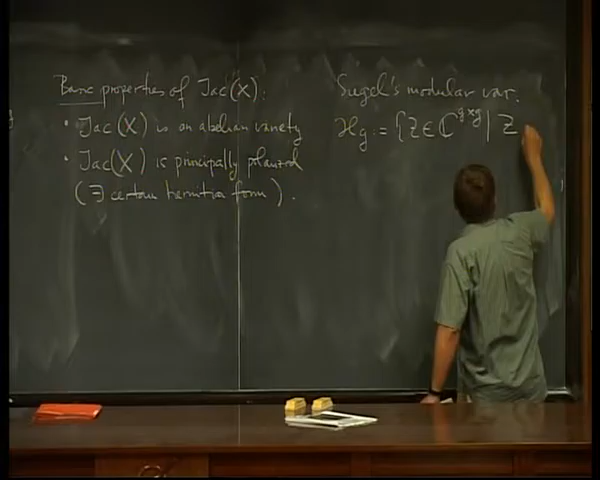 Basic properties of Jac(X):
• Jac(X) is an abelian variety
• Jac(X) is principally polarized
(∃ certain hermitian form).
Siegel's modular var.
ℋg := {Z ∈ ℂ^{g×g} | Z